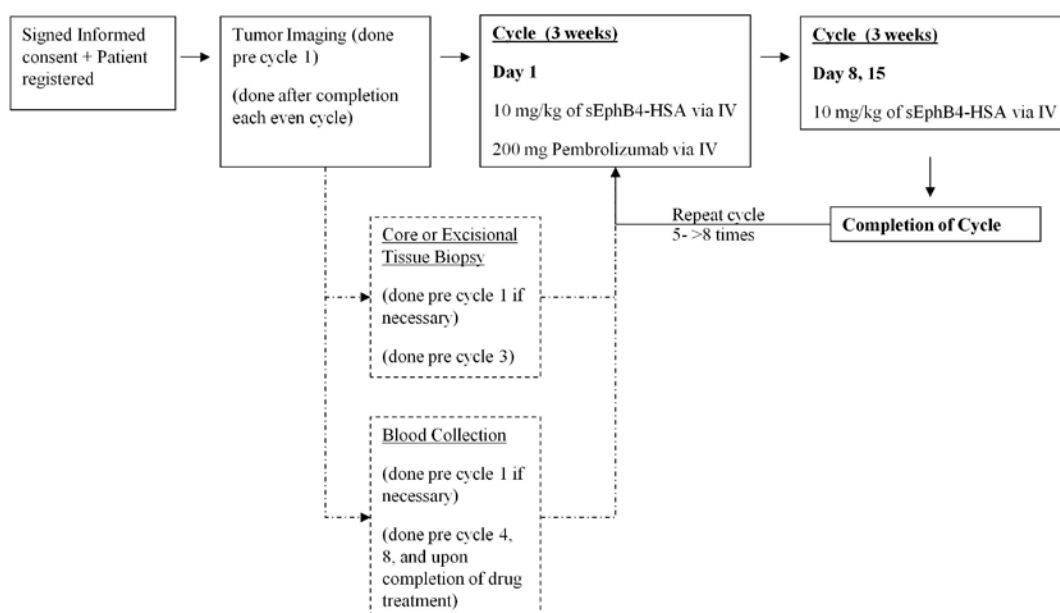 Signed Informed
consent + Patient
registered
Tumor Imaging (done
pre cycle 1)
(done after completion
each even cycle)
Cycle (3 weeks)
Day 1
10 mg/kg of sEphB4-HSA via IV
200 mg Pembrolizumab via IV
Cycle (3 weeks)
Day 8, 15
10 mg/kg of sEphB4-HSA via IV
Completion of Cycle
Repeat cycle
5- >8 times
Core or Excisional
Tissue Biopsy
(done pre cycle 1 if
necessary)
(done pre cycle 3)
Blood Collection
(done pre cycle 1 if
necessary)
(done pre cycle 4,
8, and upon
completion of drug
treatment)